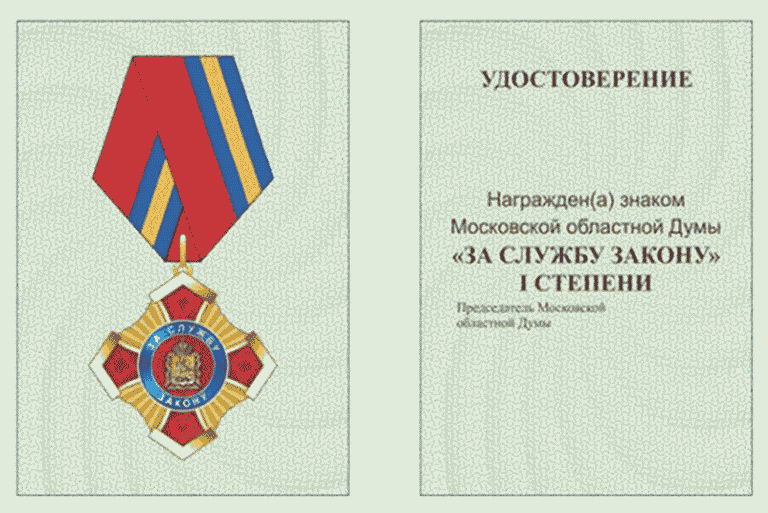 ЗА СЛУЖБУ
ЗАКОНУ
УДОСТОВЕРЕНИЕ
Награжден(а) знаком
Московской областной Думы
«ЗА СЛУЖБУ ЗАКОНУ»
I СТЕПЕНИ
Председатель Московской
областной Думы